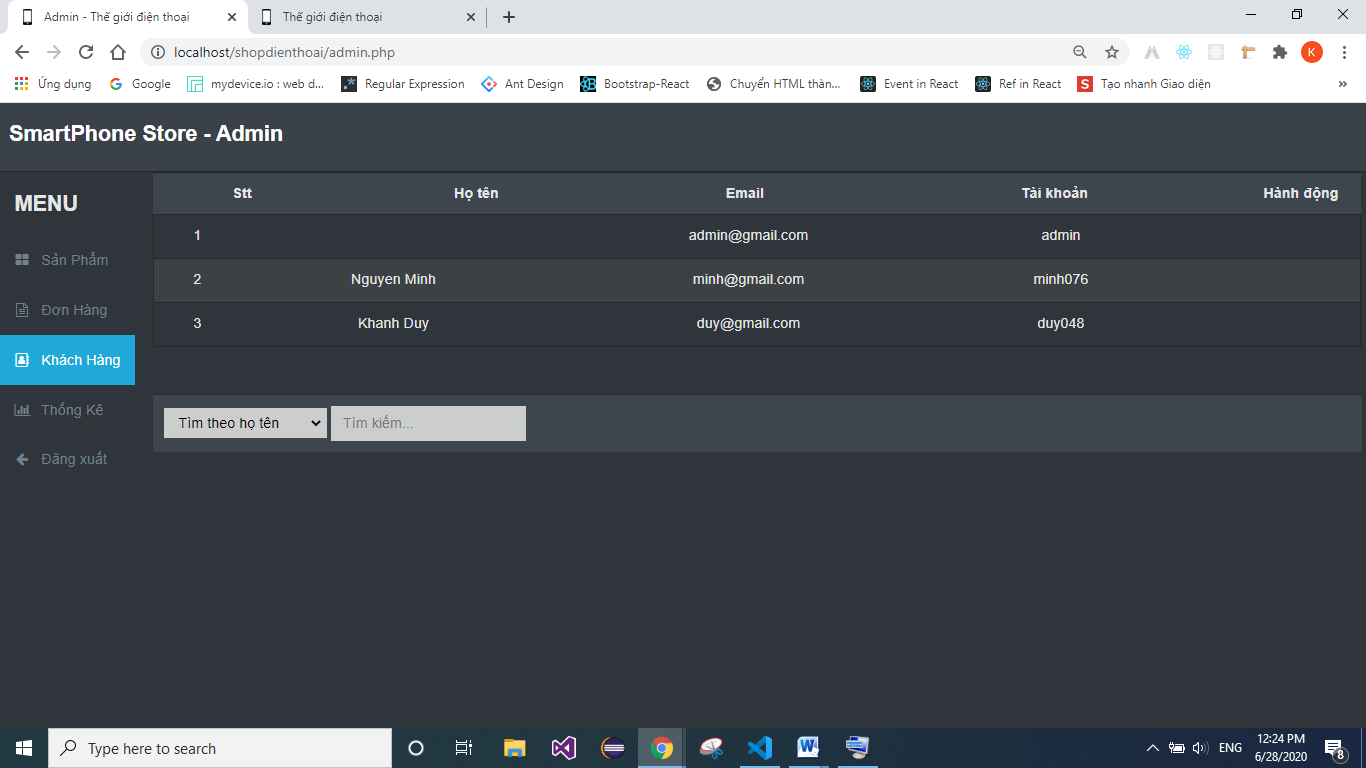 Admin - Thế giới điện thoại
Thế giới điện thoại
localhost/shopdienthoai/admin.php
K
Ứng dụng
Google
mydevice.io : web d...
Regular Expression
Ant Design
Bootstrap-React
Chuyển HTML thàn...
Event in React
Ref in React
S
Tạo nhanh Giao diện
»
SmartPhone Store - Admin
MENU
Sản Phẩm
Đơn Hàng
Khách Hàng
Thống Kê
Đăng xuất
Stt Họ tên Email Tài khoản Hành động
1 admin@gmail.com admin
2 Nguyen Minh minh@gmail.com minh076
3 Khanh Duy duy@gmail.com duy048
Tìm theo họ tên
Tìm kiếm...
Type here to search
ENG
12:24 PM
6/28/2020
8